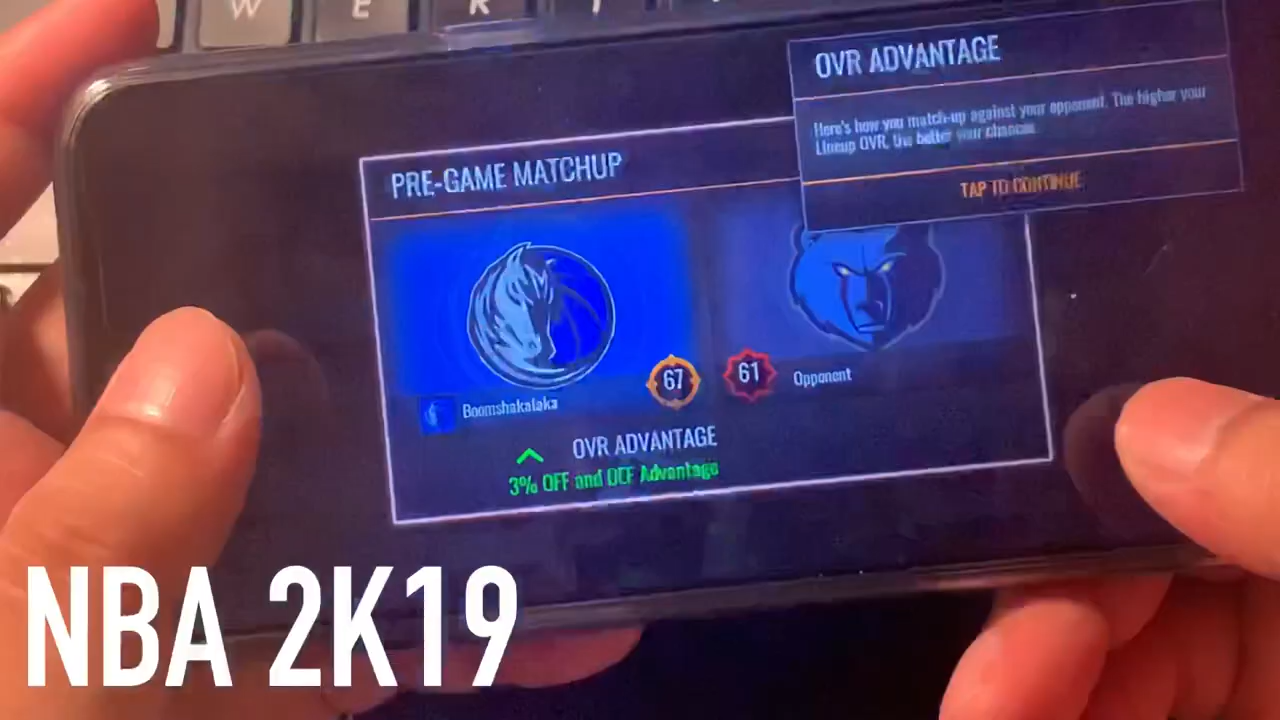 W E R T
OVR ADVANTAGE
Here's how you match-up against your opponent. The higher your
Lineup OVR, the better your chances.
TAP TO CONTINUE
PRE-GAME MATCHUP
Boomshakalaka
67
61
Opponent
OVR ADVANTAGE
3% OFF and DEF Advantage
NBA 2K19